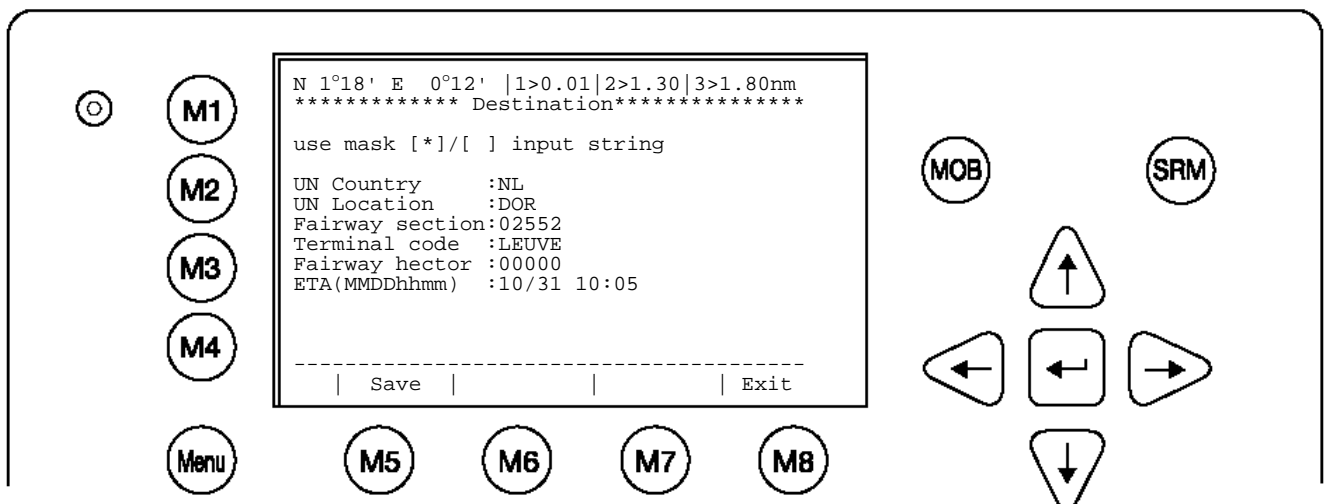 N 1°18' E  0°12' |1>0.01|2>1.30|3>1.80nm
************* Destination***************
use mask [*]/[ ] input string
UN Country     :NL
UN Location    :DOR
Fairway section:02552
Terminal code  :LEUVE
Fairway hector :00000
ETA(MMDDhhmm)  :10/31 10:05
----------------------------------------
| Save |          |         | Exit
M1
M2
M3
M4
Menu
M5
M6
M7
M8
MOB
SRM